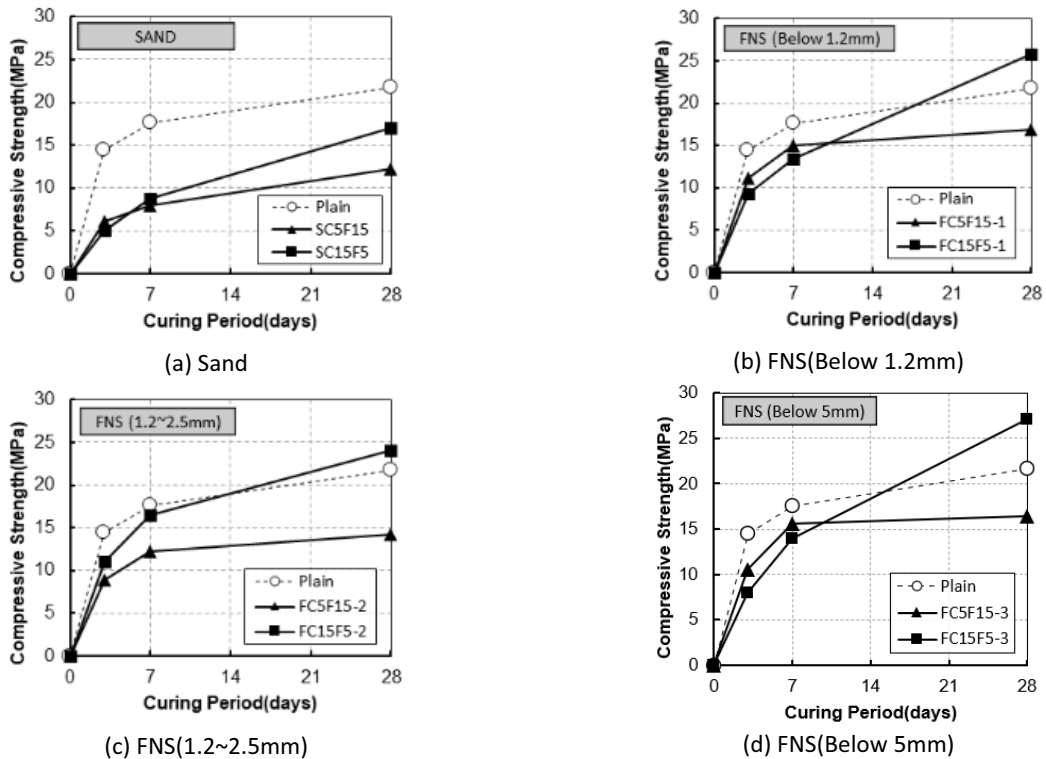 30
25
20
15
10
5
0
Compressive Strength(MPa)
SAND
Plain
SC5F15
SC15F5
0 7 14 21 28
Curing Period(days)
(a) Sand
30
25
20
15
10
5
0
Compressive Strength(MPa)
FNS (Below 1.2mm)
Plain
FC5F15-1
FC15F5-1
0 7 14 21 28
Curing Period(days)
(b) FNS(Below 1.2mm)
30
25
20
15
10
5
0
Compressive Strength(MPa)
FNS (1.2~2.5mm)
Plain
FC5F15-2
FC15F5-2
0 7 14 21 28
Curing Period(days)
(c) FNS(1.2~2.5mm)
30
25
20
15
10
5
0
Compressive Strength(MPa)
FNS (Below 5mm)
Plain
FC5F15-3
FC15F5-3
0 7 14 21 28
Curing Period(days)
(d) FNS(Below 5mm)